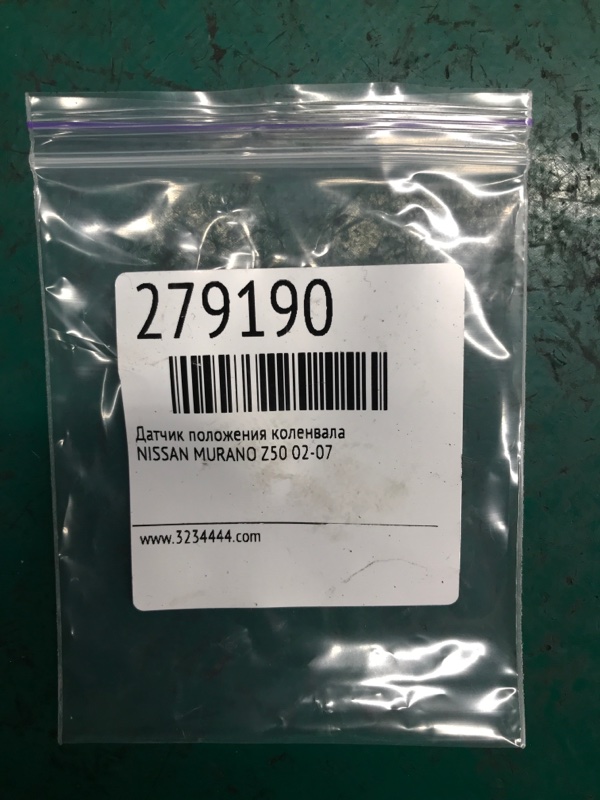 279190
Датчик положения коленвала
NISSAN MURANO Z50 02-07
www.3234444.com